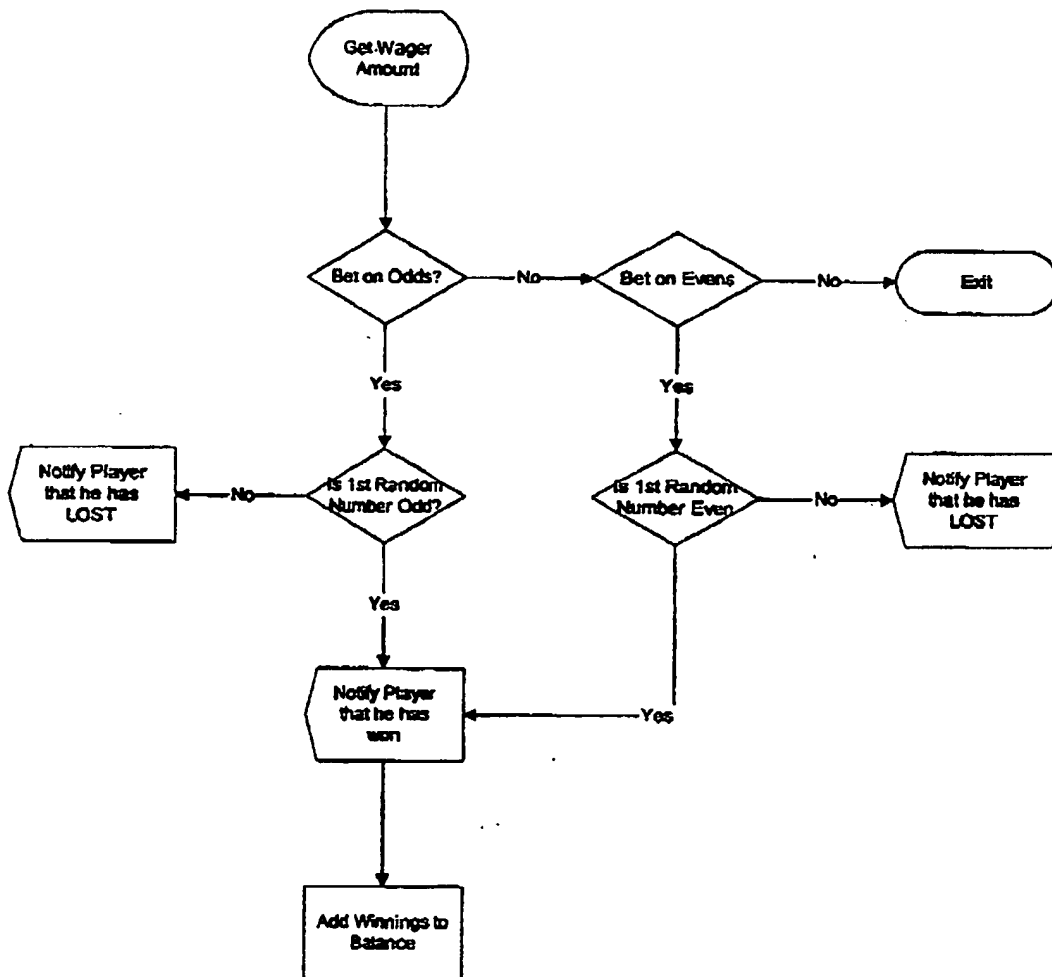 Get Wager
Amount
Bet on Odds?
No
Bet on Evens
No
Exit
Yes
Yes
Notify Player
that he has
LOST
No
Is 1st Random
Number Odd?
Is 1st Random
Number Even
No
Notify Player
that he has
LOST
Yes
Notify Player
that he has
won
Yes
Add Winnings to
Balance